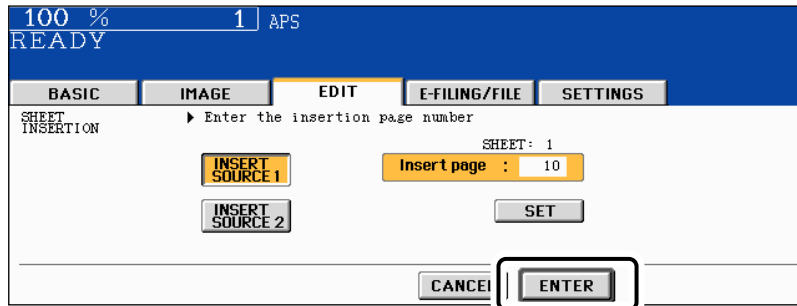 100 % 1 APS
READY
BASIC IMAGE EDIT E-FILING/FILE SETTINGS
SHEET INSERTION
Enter the insertion page number
SHEET: 1
INSERT SOURCE 1
Insert page : 10
INSERT SOURCE 2
SET
CANCEL ENTER